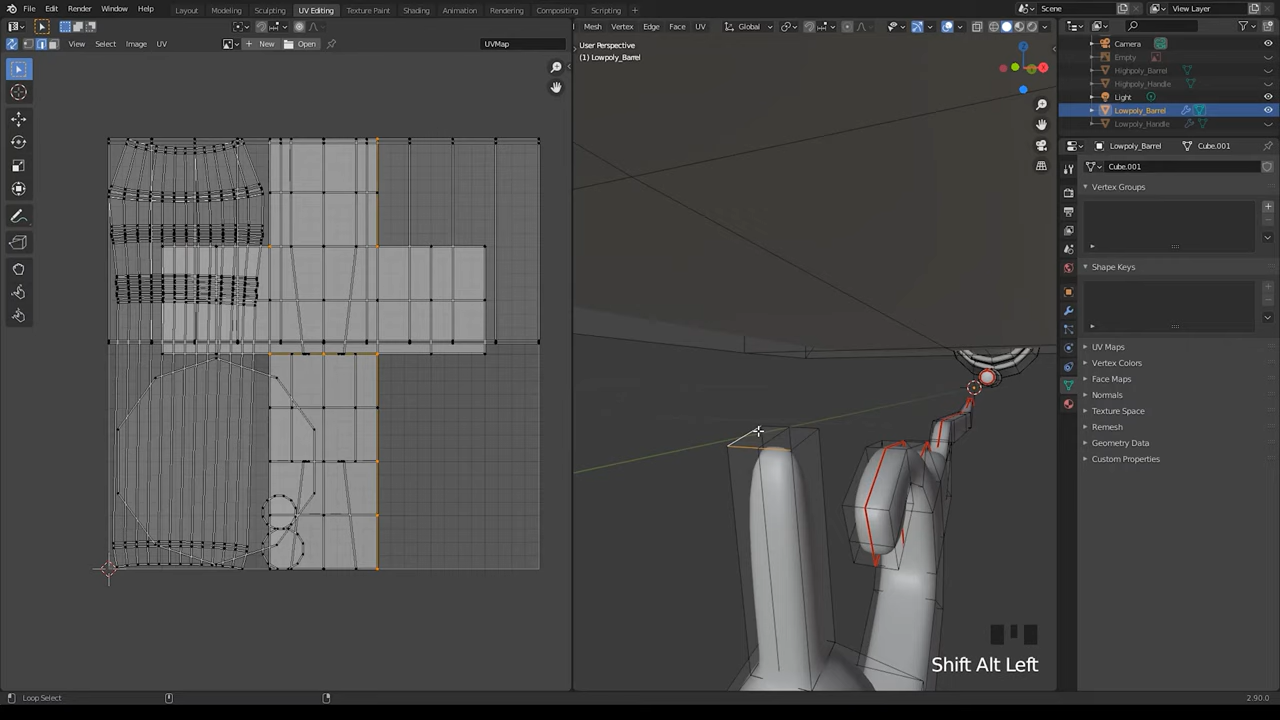 File Edit Render Window Help Layout Modeling Sculpting UV Editing Texture Paint Shading Animation Rendering Compositing Scripting Scene View Layer
Mesh Vertex Edge Face UV Global
View Select Image UV New Open UVMap
User Perspective
(1) Lowpoly_Barrel
Camera
Empty
Highpoly_Barrel
Highpoly_Handle
Light
Lowpoly_Barrel
Lowpoly_Handle
Lowpoly_Barrel Cube.001
Cube.001
Vertex Groups
Shape Keys
UV Maps
Vertex Colors
Face Maps
Normals
Texture Space
Remesh
Geometry Data
Custom Properties
Shift Alt Left
Loop Select 2.90.0